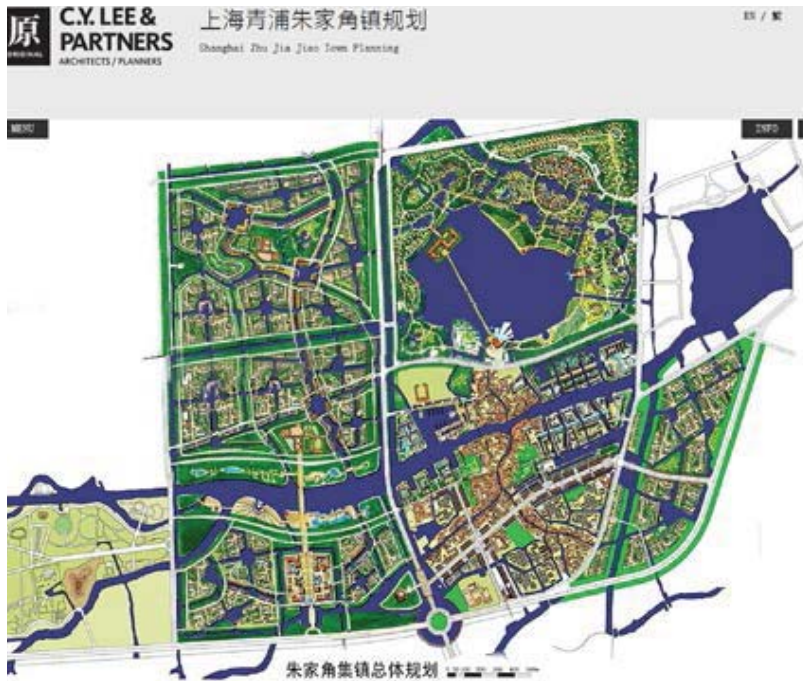 原
ORIGINAL
C.Y. LEE &
PARTNERS
ARCHITECTS / PLANNERS
上海青浦朱家角镇规划
Shanghai Zhu Jia Jiao Town Planning
EN / 繁
MENU
INFO
朱家角集镇总体规划